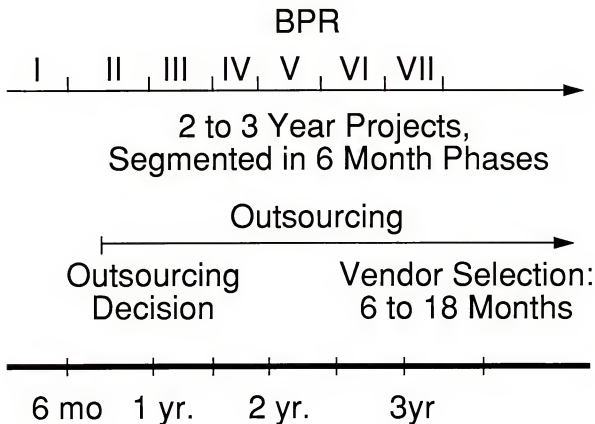 BPR
I II III IV V VI VII
2 to 3 Year Projects,
Segmented in 6 Month Phases
Outsourcing
Outsourcing Vendor Selection:
Decision 6 to 18 Months
6 mo 1 yr. 2 yr. 3yr